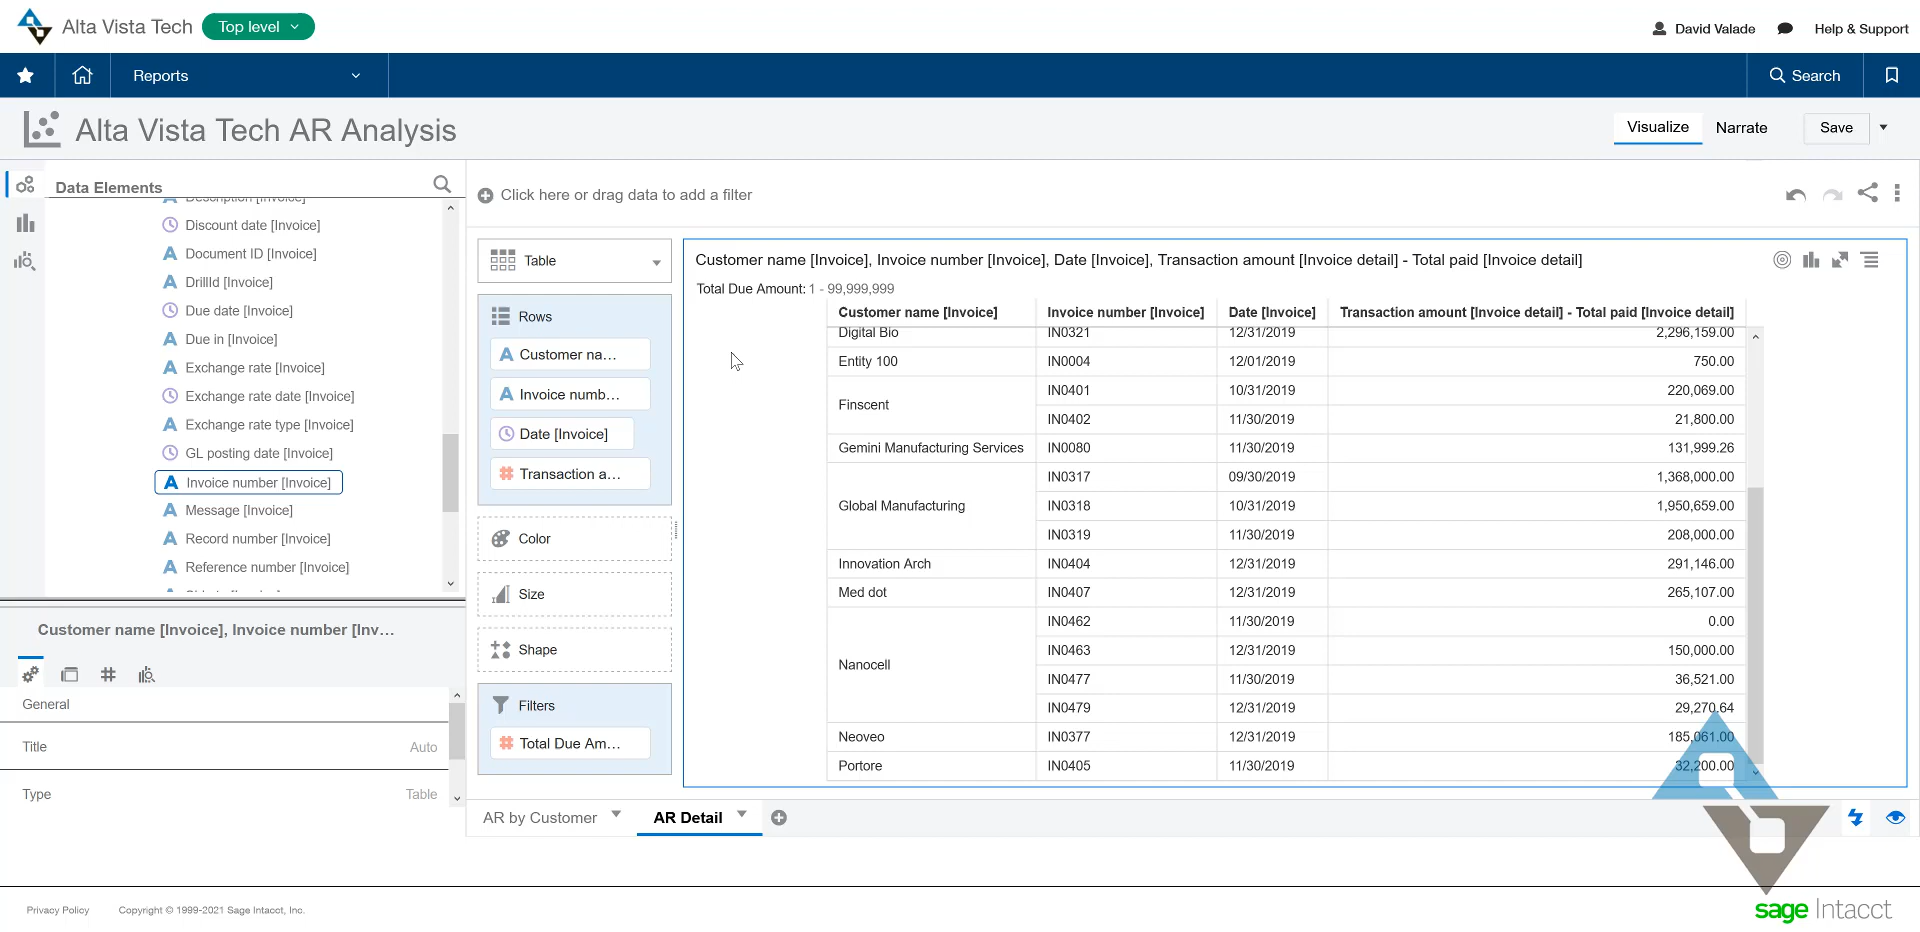 Alta Vista Tech
Top level
David Valade
Help & Support
Reports
Search
Alta Vista Tech AR Analysis
Visualize
Narrate
Save
Data Elements
Description [Invoice]
Discount date [Invoice]
Document ID [Invoice]
DrillId [Invoice]
Due date [Invoice]
Due in [Invoice]
Exchange rate [Invoice]
Exchange rate date [Invoice]
Exchange rate type [Invoice]
GL posting date [Invoice]
Invoice number [Invoice]
Message [Invoice]
Record number [Invoice]
Reference number [Invoice]
Customer name [Invoice], Invoice number [Inv...
General
Title Auto
Type Table
Click here or drag data to add a filter
Table
Rows
Customer na...
Invoice numb...
Date [Invoice]
Transaction a...
Color
Size
Shape
Filters
Total Due Am...
Customer name [Invoice], Invoice number [Invoice], Date [Invoice], Transaction amount [Invoice detail] - Total paid [Invoice detail]
Total Due Amount: 1 - 99,999,999
Customer name [Invoice] Invoice number [Invoice] Date [Invoice] Transaction amount [Invoice detail] - Total paid [Invoice detail]
Digital Bio IN0321 12/31/2019 2,296,159.00
Entity 100 IN0004 12/01/2019 750.00
Finscent IN0401 10/31/2019 220,069.00
IN0402 11/30/2019 21,800.00
Gemini Manufacturing Services IN0080 11/30/2019 131,999.26
Global Manufacturing IN0317 09/30/2019 1,368,000.00
IN0318 10/31/2019 1,950,659.00
IN0319 11/30/2019 208,000.00
Innovation Arch IN0404 12/31/2019 291,146.00
Med dot IN0407 12/31/2019 265,107.00
Nanocell IN0462 11/30/2019 0.00
IN0463 12/31/2019 150,000.00
IN0477 11/30/2019 36,521.00
IN0479 12/31/2019 29,270.64
Neoveo IN0377 12/31/2019 185,061.00
Portore IN0405 11/30/2019 32,200.00
AR by Customer
AR Detail
Privacy Policy
Copyright © 1999-2021 Sage Intacct, Inc.
sage Intacct